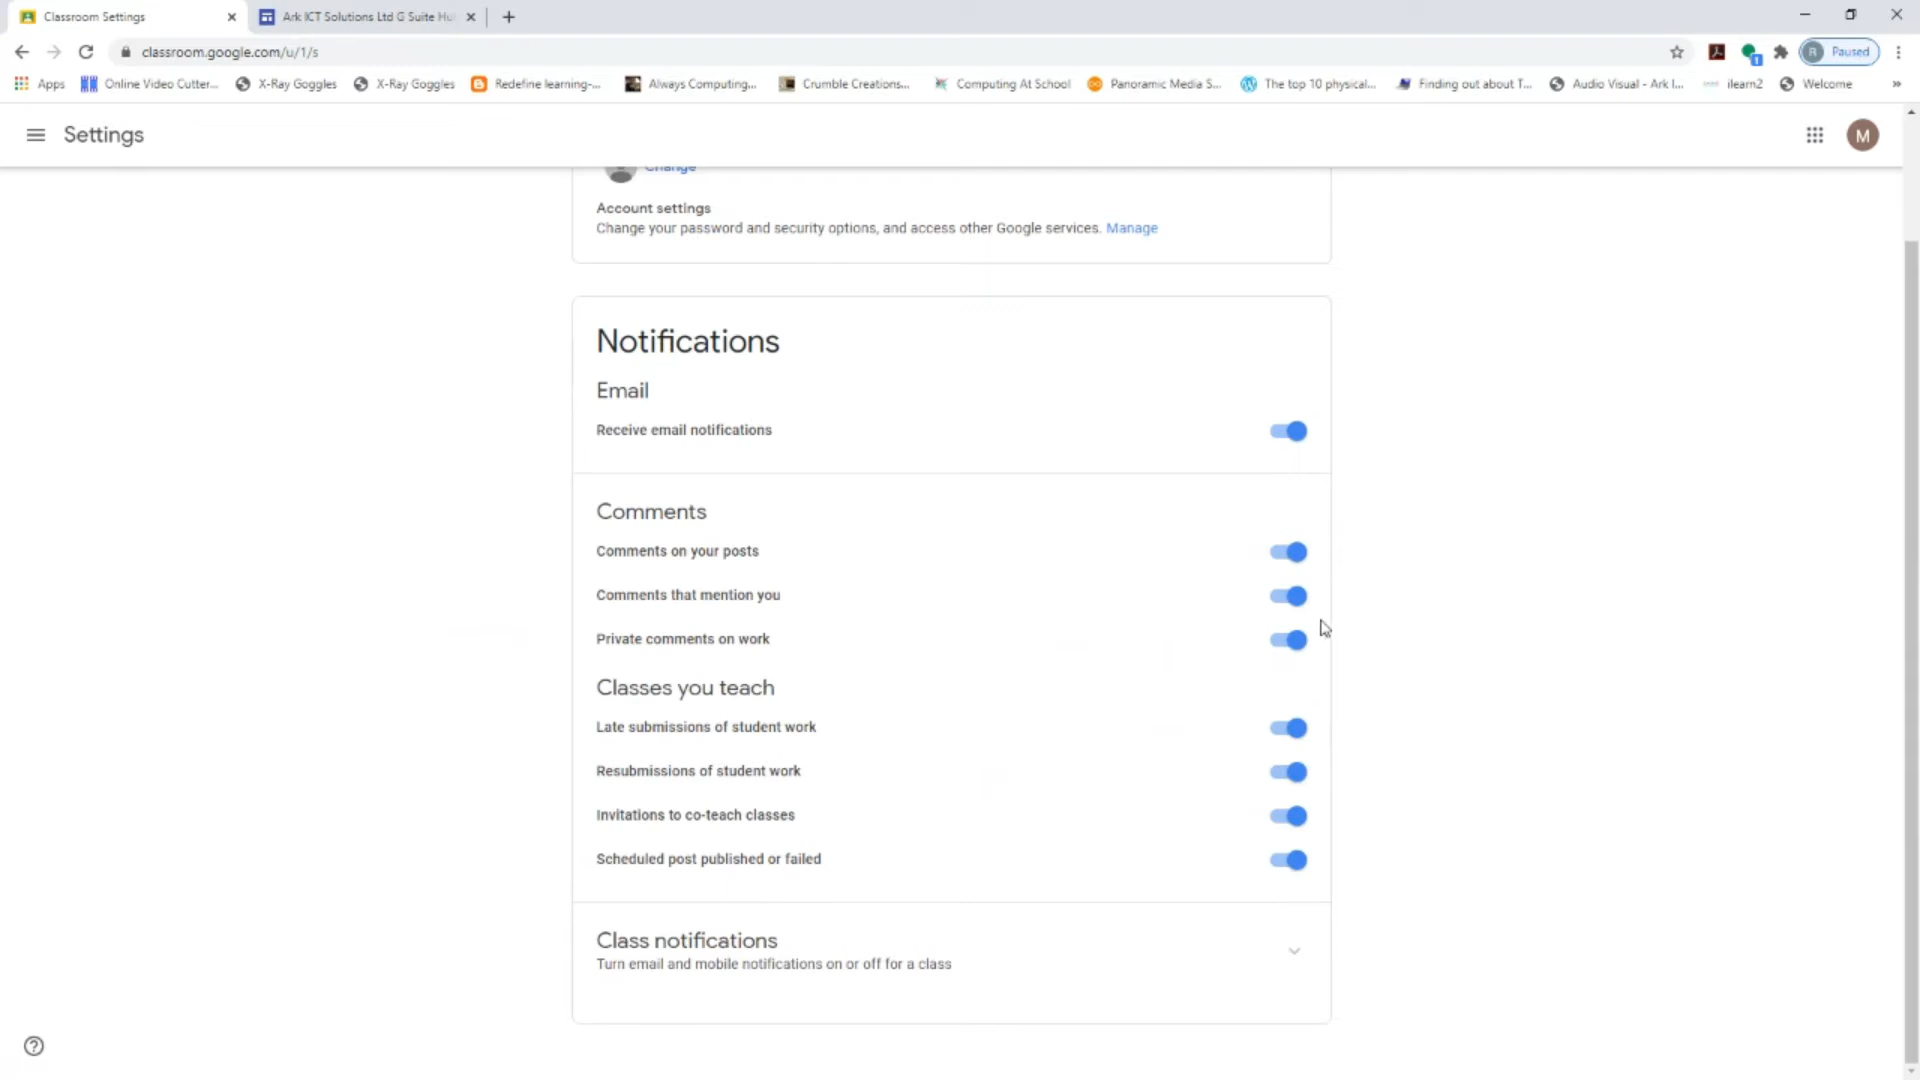 Classroom Settings
Ark ICT Solutions Ltd G Suite Hu
classroom.google.com/u/1/s
R Paused
Apps Online Video Cutter... X-Ray Goggles X-Ray Goggles Redefine learning-... Always Computing... Crumble Creations... Computing At School Panoramic Media S... The top 10 physical... Finding out about T... Audio Visual - Ark I... ilearn2 Welcome »
Settings
M
Change
Account settings
Change your password and security options, and access other Google services. Manage
Notifications
Email
Receive email notifications
Comments
Comments on your posts
Comments that mention you
Private comments on work
Classes you teach
Late submissions of student work
Resubmissions of student work
Invitations to co-teach classes
Scheduled post published or failed
Class notifications
Turn email and mobile notifications on or off for a class